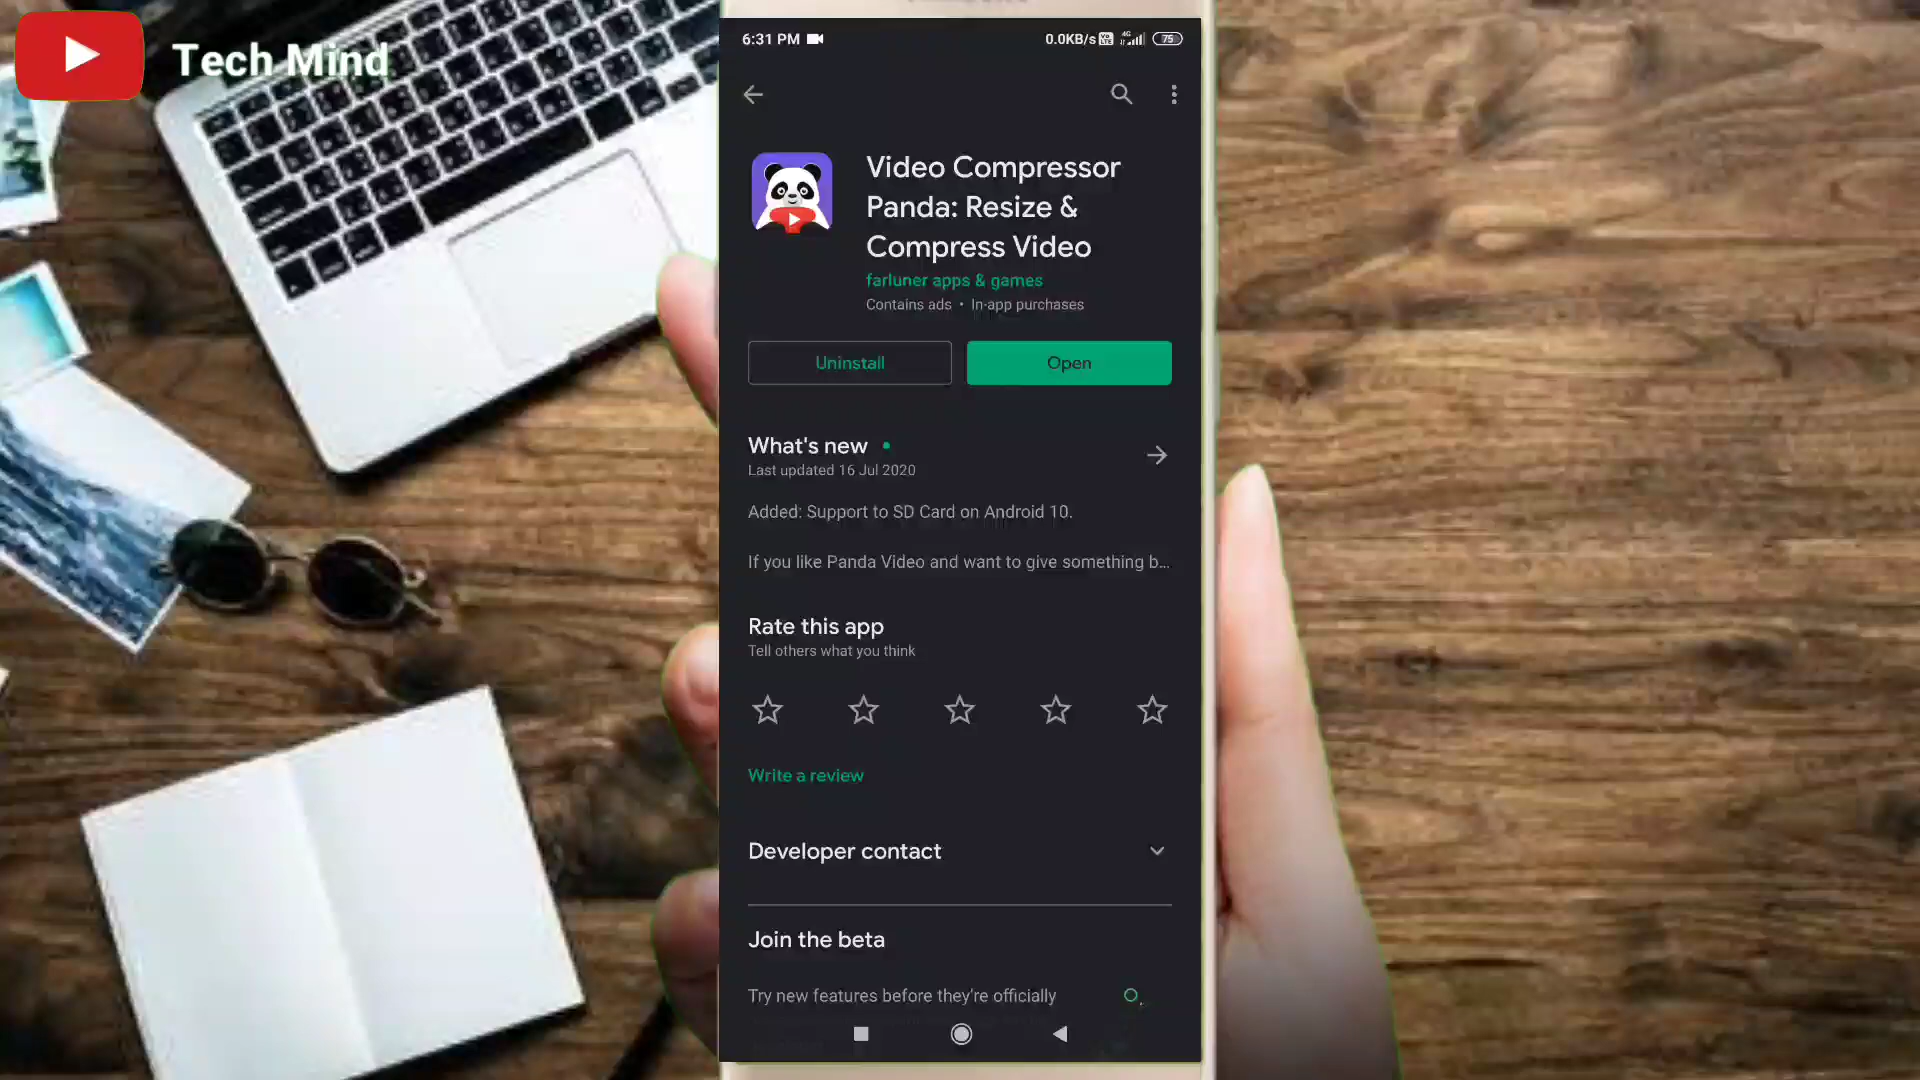 Tech Mind
6:31 PM
0.0KB/s
4G
75
Video Compressor
Panda: Resize &
Compress Video
farluner apps & games
Contains ads • In-app purchases
Uninstall
Open
What's new
Last updated 16 Jul 2020
Added: Support to SD Card on Android 10.
If you like Panda Video and want to give something b...
Rate this app
Tell others what you think
Write a review
Developer contact
Join the beta
Try new features before they're officially